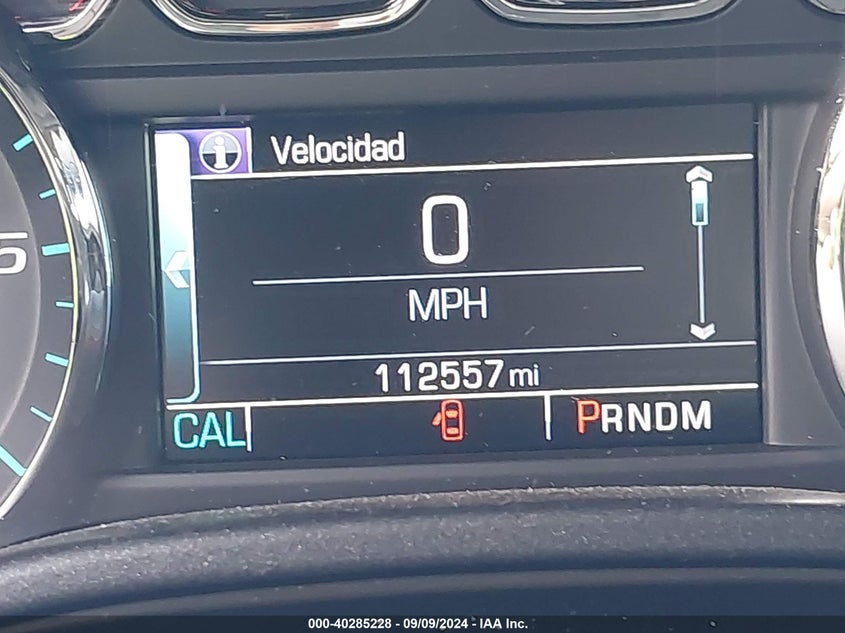 Velocidad
0
MPH
112557 mi
CAL
PRNDM
000-40285228 - 09/09/2024 - IAA Inc.